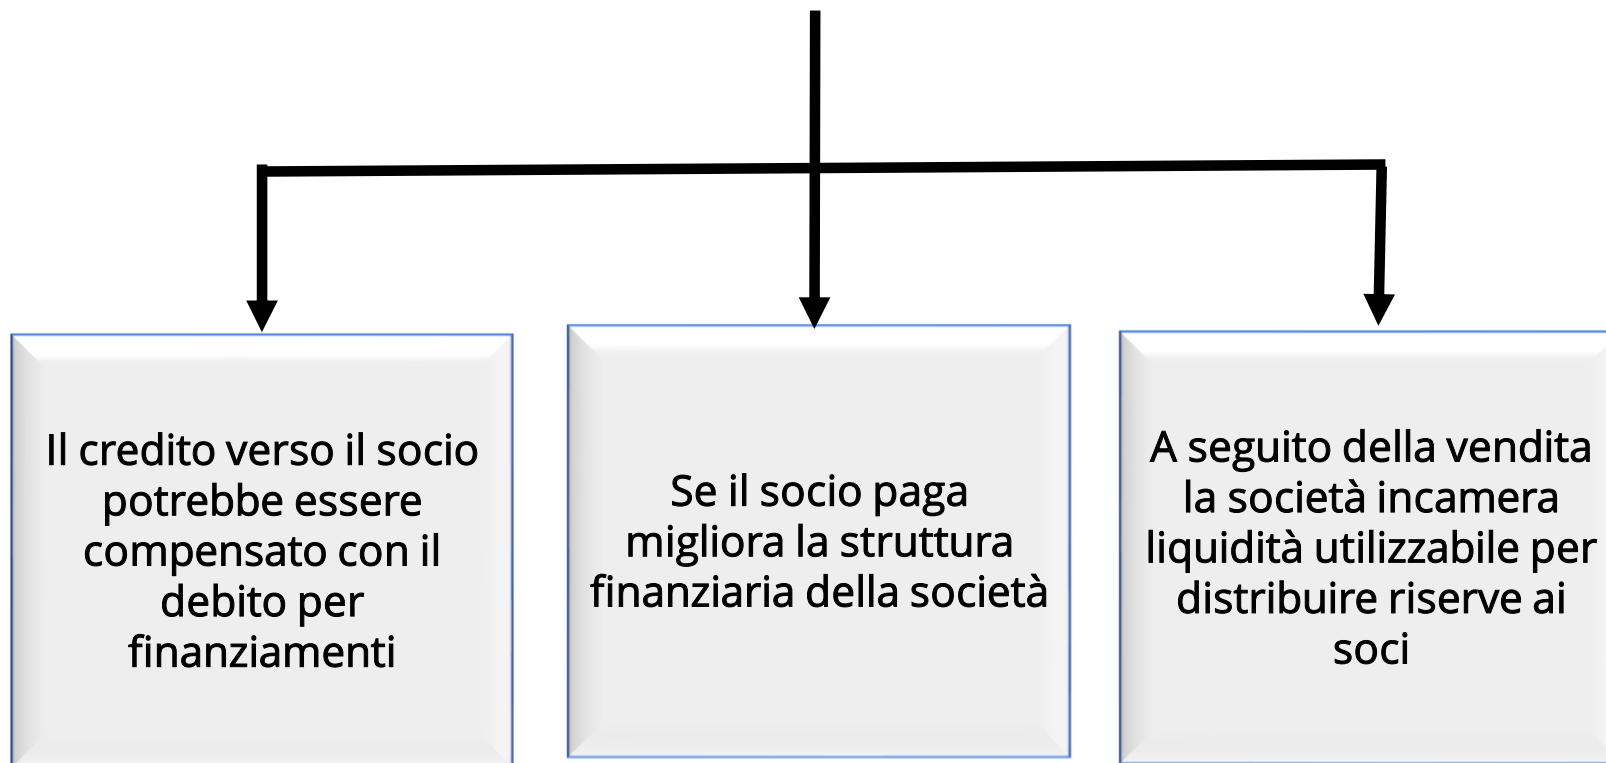 Il credito verso il socio
potrebbe essere
compensato con il
debito per
finanziamenti
Se il socio paga
migliora la struttura
finanziaria della società
A seguito della vendita
la società incamera
liquidità utilizzabile per
distribuire riserve ai
soci